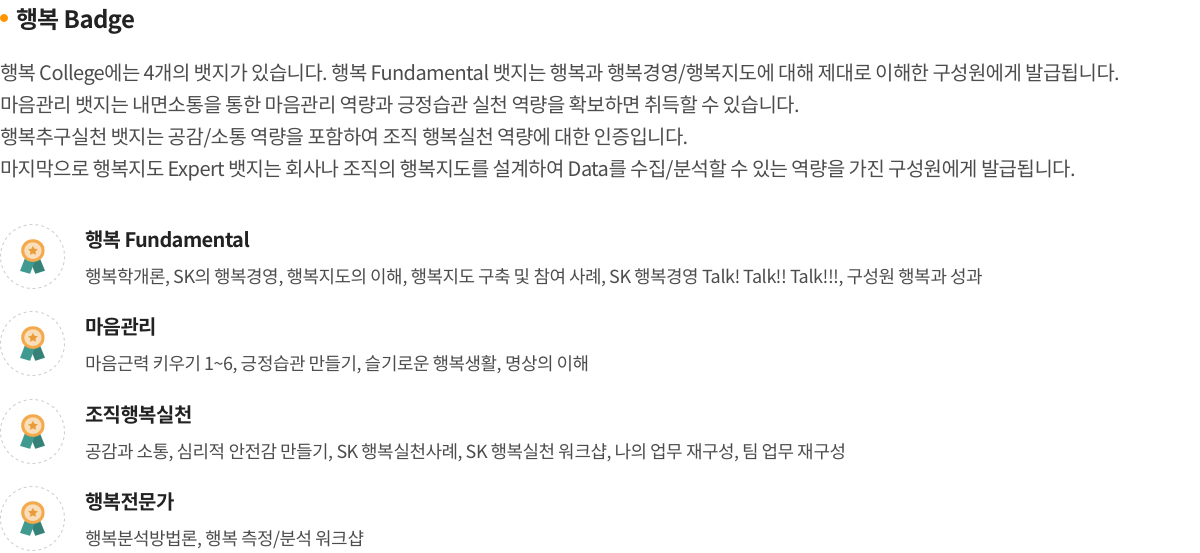 행복 Badge
행복 College에는 4개의 뱃지가 있습니다. 행복 Fundamental 뱃지는 행복과 행복경영/행복지도에 대해 제대로 이해한 구성원에게 발급됩니다.
마음관리 뱃지는 내면소통을 통한 마음관리 역량과 긍정습관 실천 역량을 확보하면 취득할 수 있습니다.
행복추구실천 뱃지는 공감/소통 역량을 포함하여 조직 행복실천 역량에 대한 인증입니다.
마지막으로 행복지도 Expert 뱃지는 회사나 조직의 행복지도를 설계하여 Data를 수집/분석할 수 있는 역량을 가진 구성원에게 발급됩니다.
행복 Fundamental
행복학개론, SK의 행복경영, 행복지도의 이해, 행복지도 구축 및 참여 사례, SK 행복경영 Talk! Talk!! Talk!!!, 구성원 행복과 성과
마음관리
마음근력 키우기 1~6, 긍정습관 만들기, 슬기로운 행복생활, 명상의 이해
조직행복실천
공감과 소통, 심리적 안전감 만들기, SK 행복실천사례, SK 행복실천 워크샵, 나의 업무 재구성, 팀 업무 재구성
행복전문가
행복분석방법론, 행복 측정/분석 워크샵